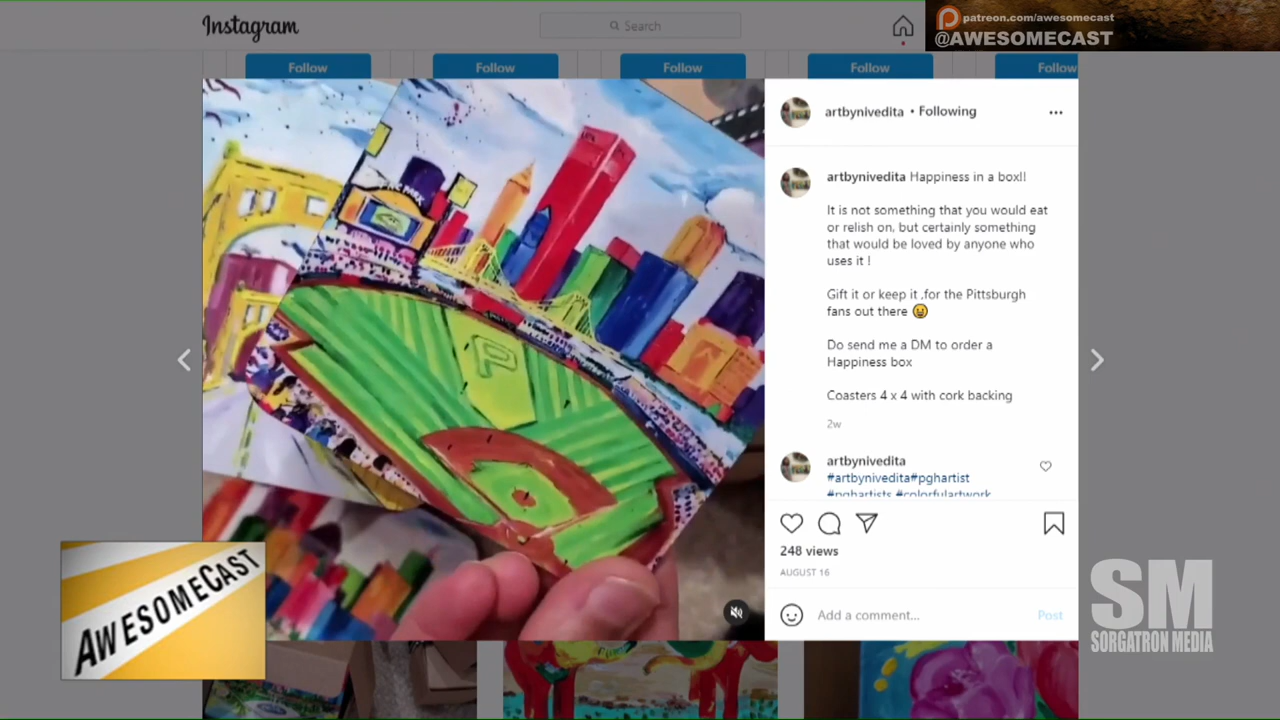 Instagram
Search
patreon.com/awesomecast
@AWESOMECAST
Follow
Follow
Follow
Follow
Follow
artbynivedita • Following
artbynivedita Happiness in a box!!
It is not something that you would eat
or relish on, but certainly something
that would be loved by anyone who
uses it !
Gift it or keep it ,for the Pittsburgh
fans out there 😀
Do send me a DM to order a
Happiness box
Coasters 4 x 4 with cork backing
2w
artbynivedita
#artbynivedita#pghartist
#pghartists #colorfulartwork
248 views
AUGUST 16
Add a comment...
Post
PNC PARK
P
AWESOMECAST
SM
SORGATRON MEDIA